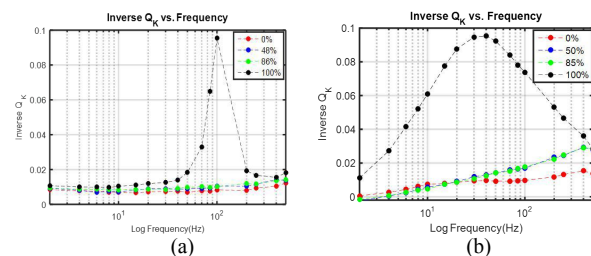 Inverse Q_K vs. Frequency
(a)
0.1
0.08
0.06
0.04
0.02
0
Inverse Q_K
0%
48%
86%
100%
10^1
10^2
Log Frequency(Hz)
(a)
Inverse Q_K vs. Frequency
(b)
0.1
0.08
0.06
0.04
0.02
0
Inverse Q_K
0%
50%
85%
100%
10^1
10^2
Log Frequency(Hz)
(b)